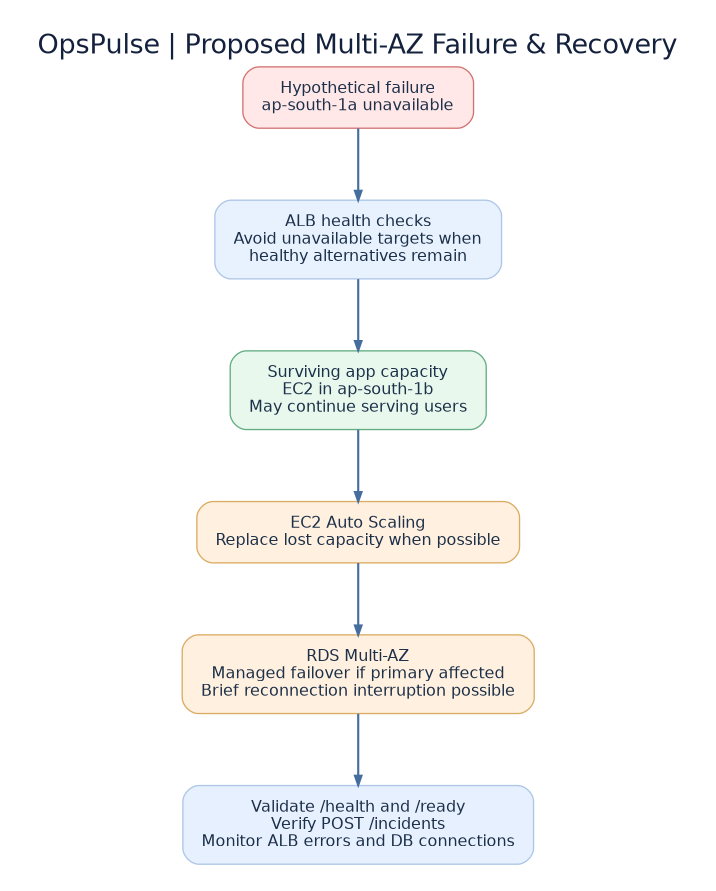 OpsPulse | Proposed Multi-AZ Failure & Recovery
Hypothetical failure
ap-south-1a unavailable
ALB health checks
Avoid unavailable targets when
healthy alternatives remain
Surviving app capacity
EC2 in ap-south-1b
May continue serving users
EC2 Auto Scaling
Replace lost capacity when possible
RDS Multi-AZ
Managed failover if primary affected
Brief reconnection interruption possible
Validate /health and /ready
Verify POST /incidents
Monitor ALB errors and DB connections